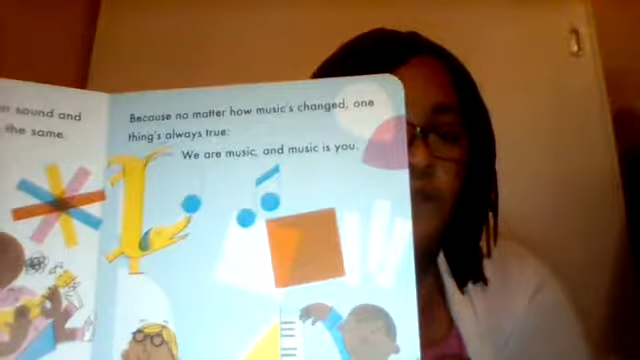 n sound and
the same.
Because no matter how music's changed, one
thing's always true:
We are music, and music is you.